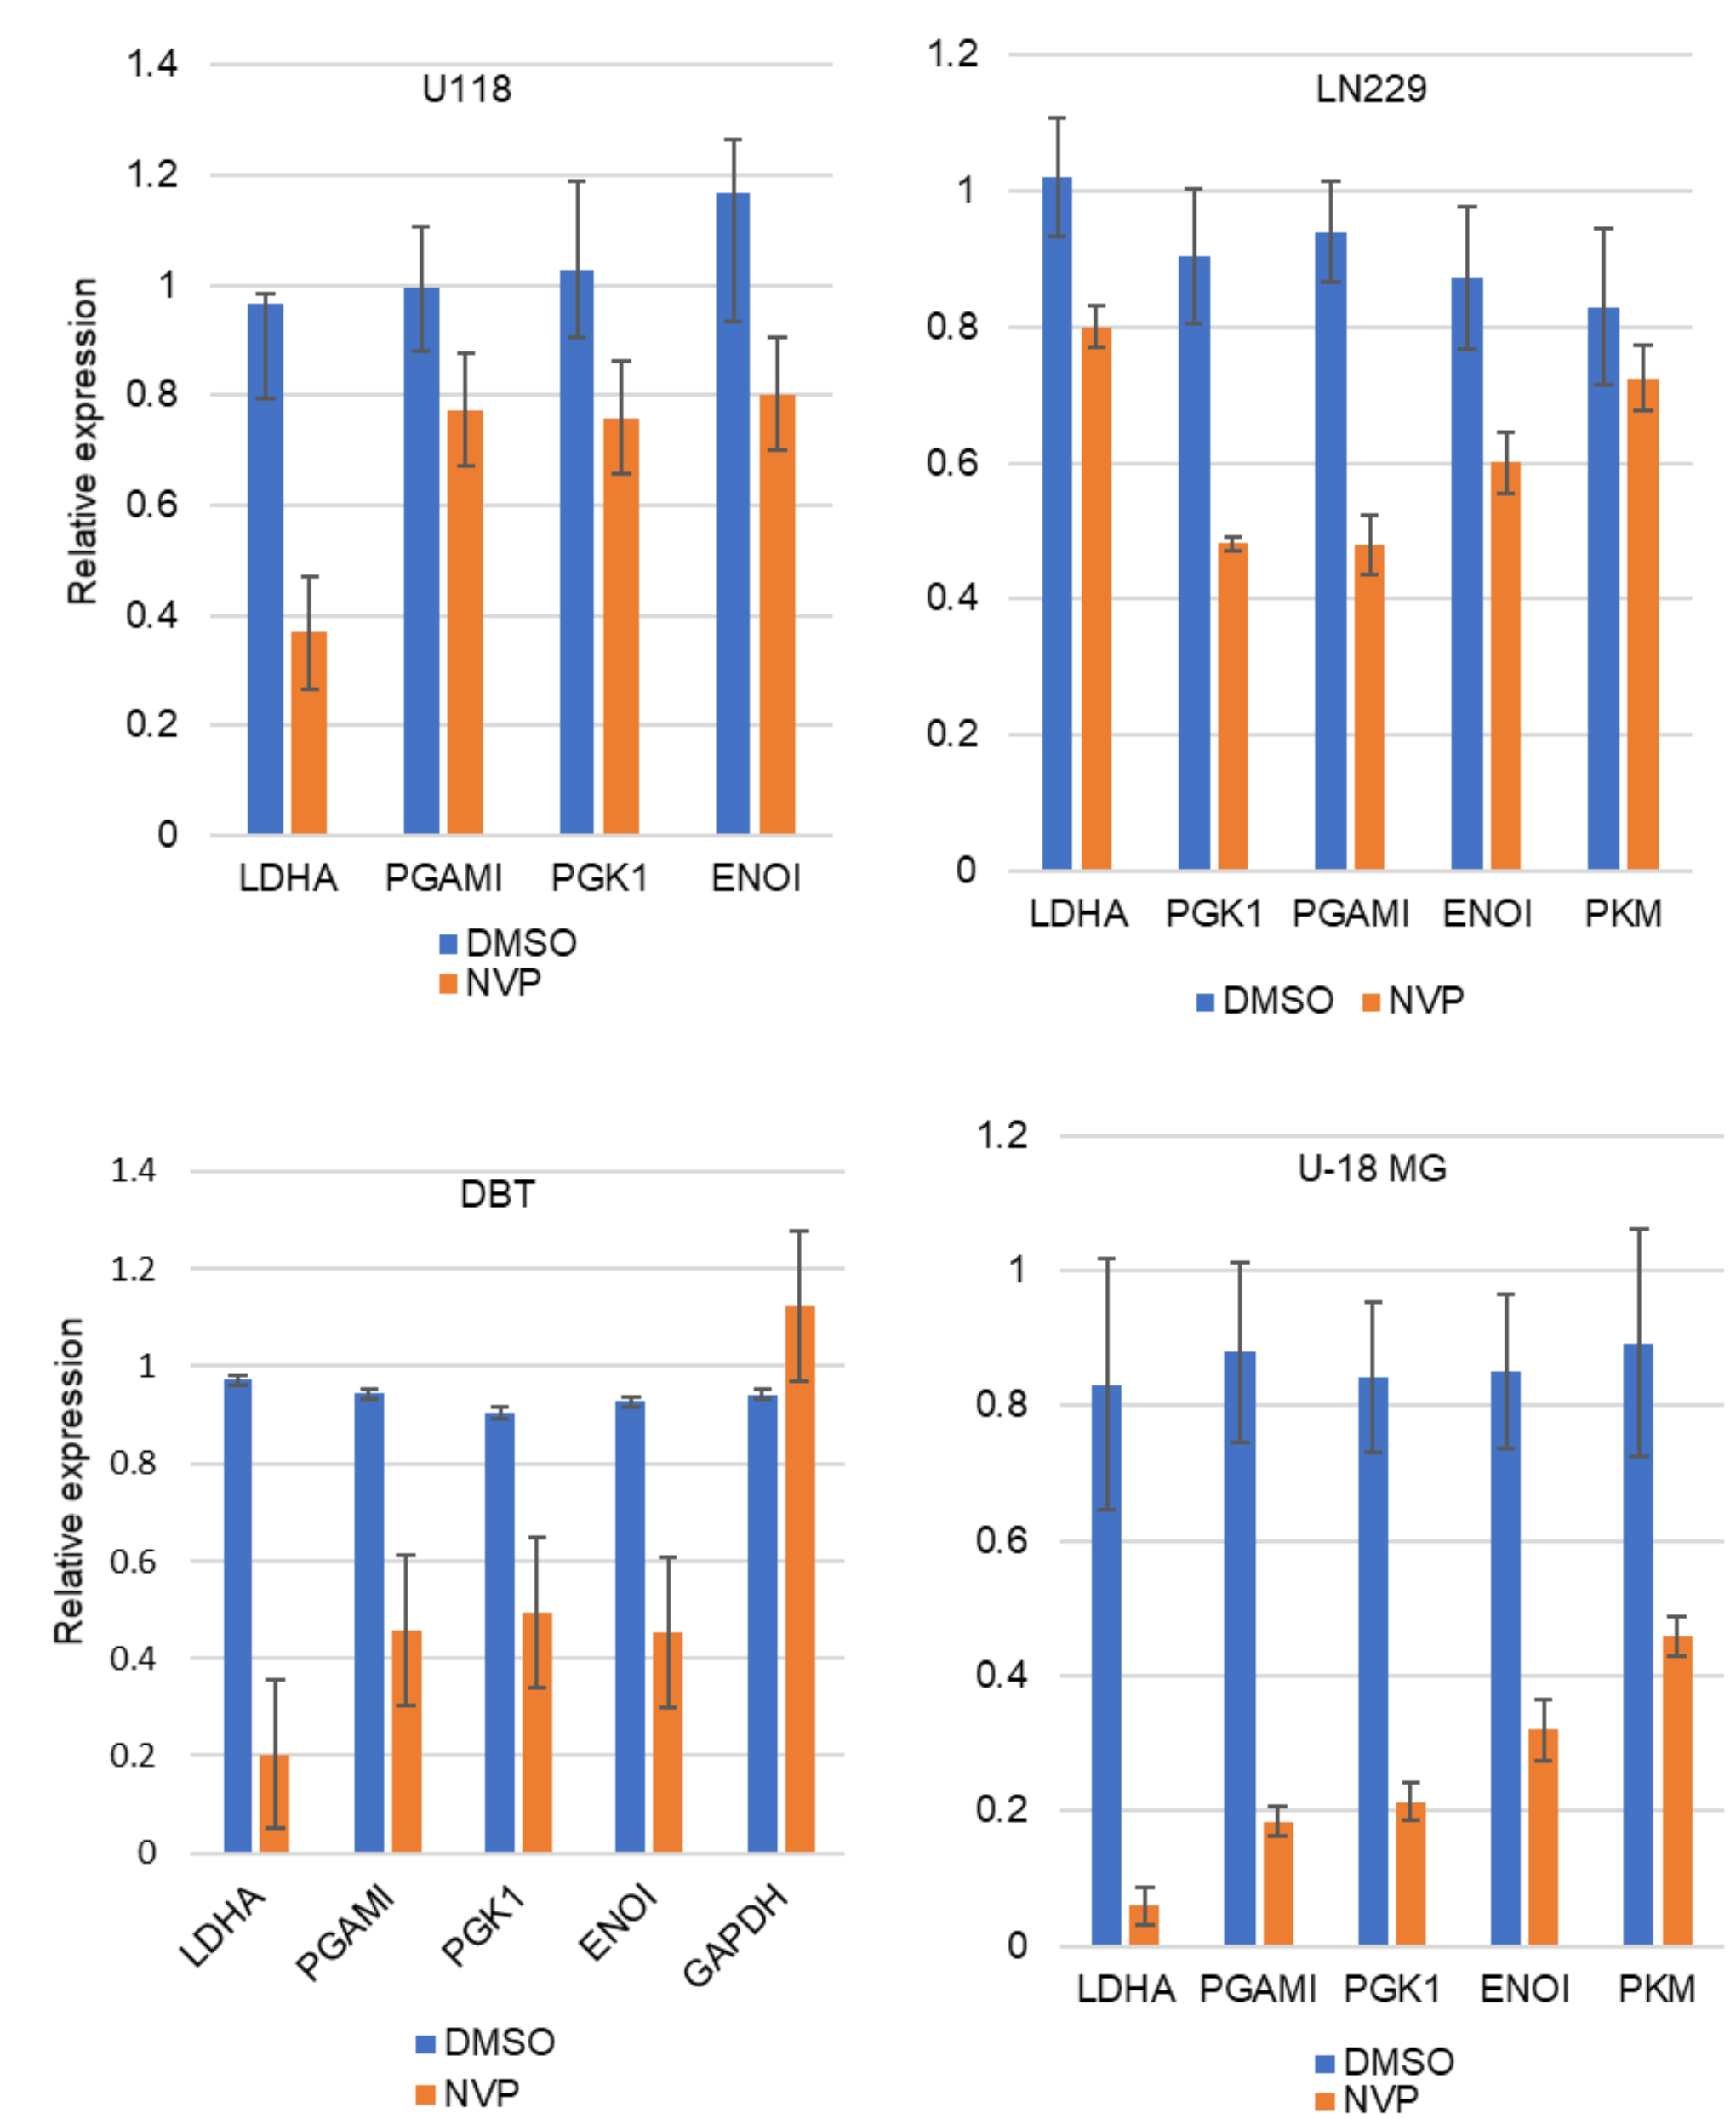 U118
1.4
1.2
1
0.8
0.6
0.4
0.2
0
Relative expression
LDHA PGAMI PGK1 ENOI
DMSO
NVP
LN229
1.2
1
0.8
0.6
0.4
0.2
0
LDHA PGK1 PGAMI ENOI PKM
DMSO NVP
DBT
1.4
1.2
1
0.8
0.6
0.4
0.2
0
Relative expression
LDHA PGAMI PGK1 ENOI GAPDH
DMSO
NVP
U-18 MG
1.2
1
0.8
0.6
0.4
0.2
0
LDHA PGAMI PGK1 ENOI PKM
DMSO
NVP